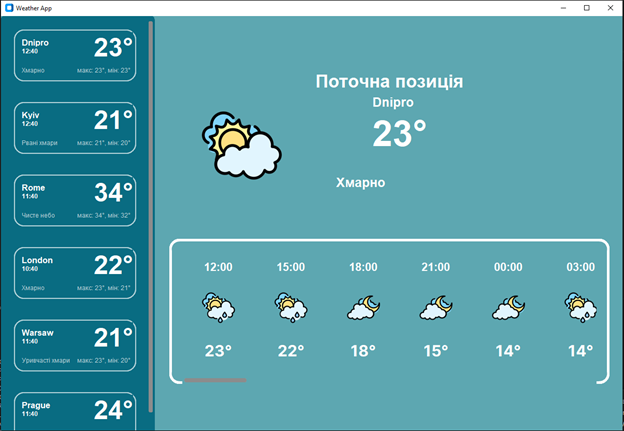 Weather App
Dnipro
12:40
23°
Хмарно
макс: 23°, мін: 23°
Kyiv
12:40
21°
Рвані хмари
макс: 21°, мін: 20°
Rome
11:40
34°
Чисте небо
макс: 34°, мін: 32°
London
10:40
22°
Хмарно
макс: 23°, мін: 21°
Warsaw
11:40
21°
Уривчасті хмари
макс: 23°, мін: 20°
Prague
11:40
24°
Поточна позиція
Dnipro
23°
Хмарно
12:00 15:00 18:00 21:00 00:00 03:00
23° 22° 18° 15° 14° 14°